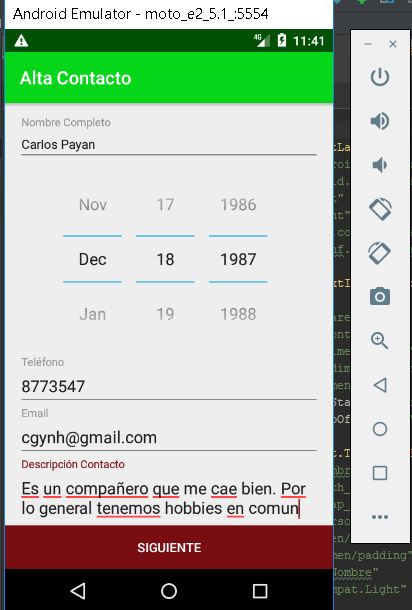 Android Emulator - moto_e2_5.1_:5554
4G 11:41
Alta Contacto
Nombre Completo
Carlos Payan
Nov 17 1986
Dec 18 1987
Jan 19 1988
Teléfono
8773547
Email
cgynh@gmail.com
Descripción Contacto
Es un compañero que me cae bien. Por
lo general tenemos hobbies en comun
SIGUIENTE